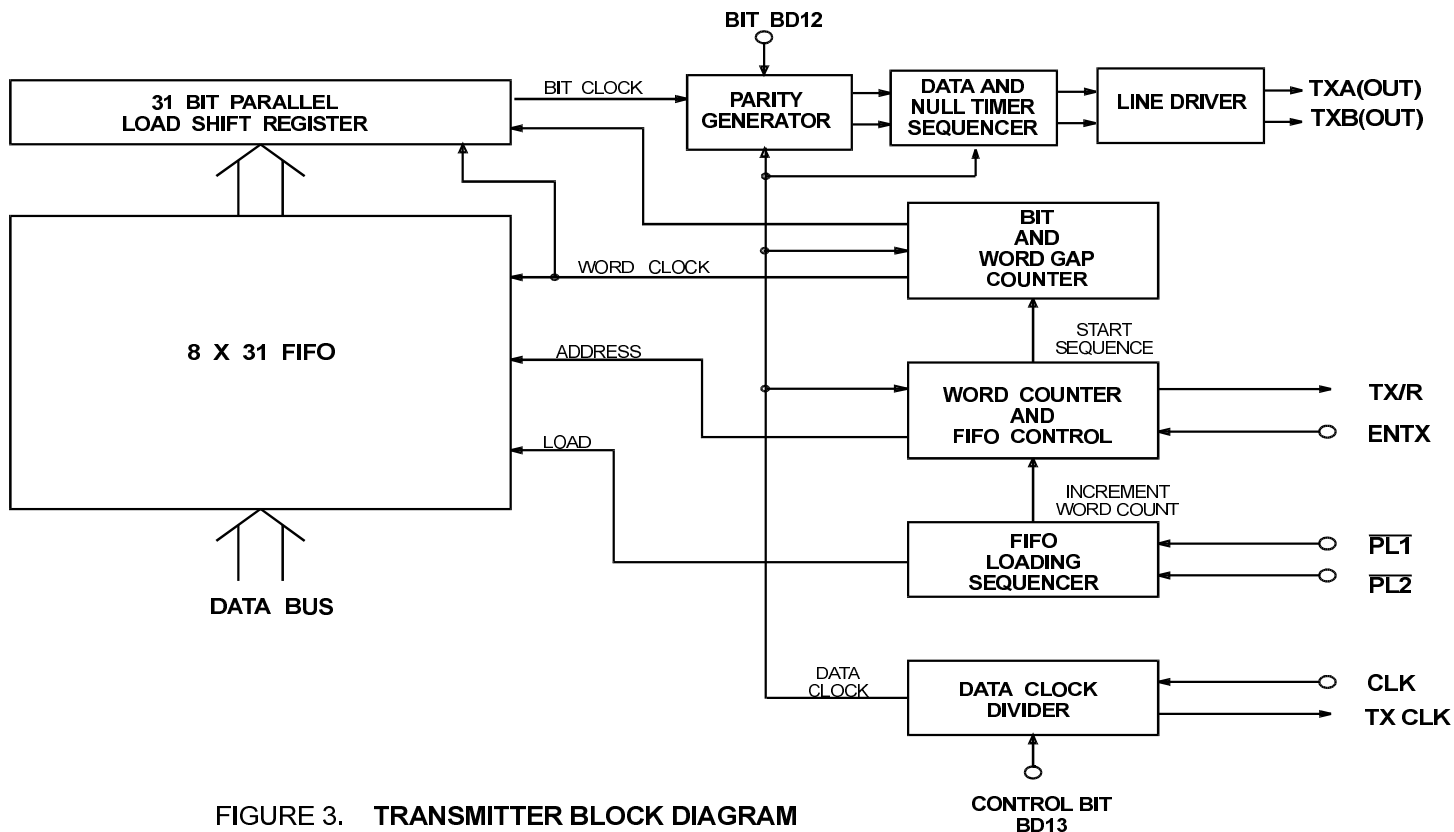 BIT BD12
31 BIT PARALLEL
LOAD SHIFT REGISTER
BIT CLOCK
PARITY
GENERATOR
DATA AND
NULL TIMER
SEQUENCER
LINE DRIVER
TXA(OUT)
TXB(OUT)
BIT
AND
WORD GAP
COUNTER
WORD CLOCK
8 X 31 FIFO
START
SEQUENCE
ADDRESS
WORD COUNTER
AND
FIFO CONTROL
TX/R
ENTX
LOAD
INCREMENT
WORD COUNT
FIFO
LOADING
SEQUENCER
PL1
PL2
DATA BUS
DATA
CLOCK
DATA CLOCK
DIVIDER
CLK
TX CLK
CONTROL BIT
BD13
FIGURE 3. TRANSMITTER BLOCK DIAGRAM